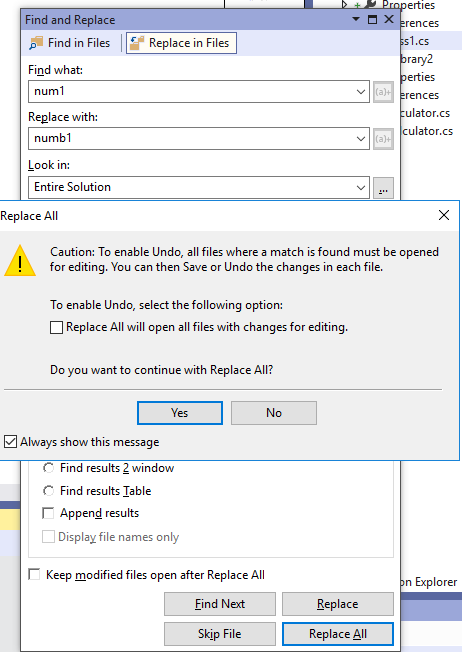 Properties
Find and Replace
erences
Find in Files
Replace in Files
ss1.cs
Find what:
brary2
num1
(a)+
perties
erences
Replace with:
culator.cs
numb1
(a)+
culator.cs
Look in:
Entire Solution
...
Replace All
Caution: To enable Undo, all files where a match is found must be opened
for editing. You can then Save or Undo the changes in each file.
To enable Undo, select the following option:
Replace All will open all files with changes for editing.
Do you want to continue with Replace All?
Yes
No
Always show this message
Find results 2 window
Find results Table
Append results
Display file names only
Keep modified files open after Replace All
on Explorer
Find Next
Replace
Skip File
Replace All